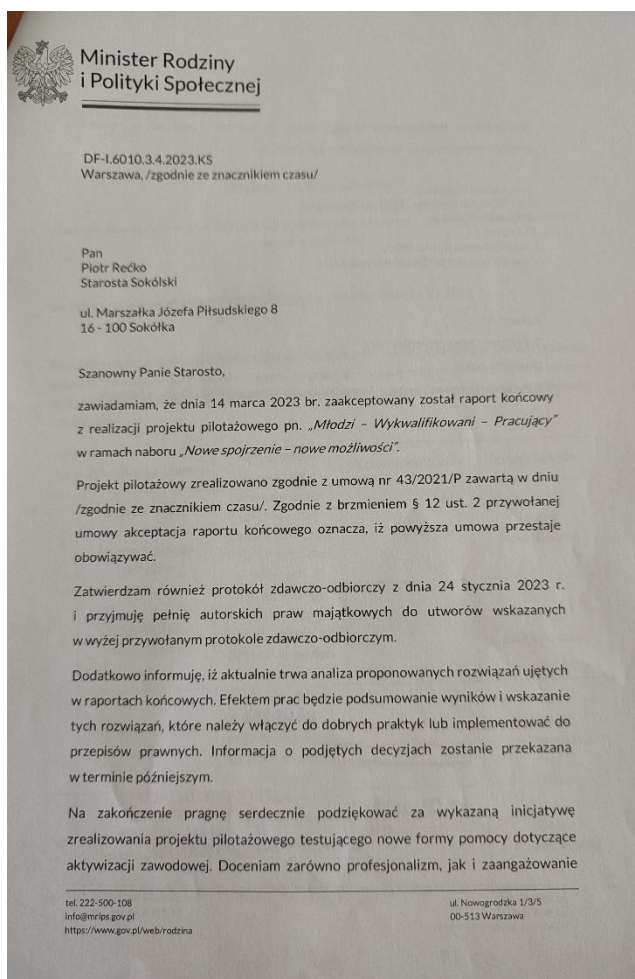 Minister Rodziny
i Polityki Społecznej
DF-I.6010.3.4.2023.KS
Warszawa, /zgodnie ze znacznikiem czasu/
Pan
Piotr Rećko
Starosta Sokólski
ul. Marszałka Józefa Piłsudskiego 8
16 - 100 Sokółka
Szanowny Panie Starosto,
zawiadamiam, że dnia 14 marca 2023 br. zaakceptowany został raport końcowy
z realizacji projektu pilotażowego pn. „Młodzi – Wykwalifikowani – Pracujący”
w ramach naboru „Nowe spojrzenie – nowe możliwości”.
Projekt pilotażowy zrealizowano zgodnie z umową nr 43/2021/P zawartą w dniu
/zgodnie ze znacznikiem czasu/. Zgodnie z brzmieniem § 12 ust. 2 przywołanej
umowy akceptacja raportu końcowego oznacza, iż powyższa umowa przestaje
obowiązywać.
Zatwierdzam również protokół zdawczo-odbiorczy z dnia 24 stycznia 2023 r.
i przyjmuję pełnię autorskich praw majątkowych do utworów wskazanych
w wyżej przywołanym protokole zdawczo-odbiorczym.
Dodatkowo informuję, iż aktualnie trwa analiza proponowanych rozwiązań ujętych
w raportach końcowych. Efektem prac będzie podsumowanie wyników i wskazanie
tych rozwiązań, które należy włączyć do dobrych praktyk lub implementować do
przepisów prawnych. Informacja o podjętych decyzjach zostanie przekazana
w terminie późniejszym.
Na zakończenie pragnę serdecznie podziękować za wykazaną inicjatywę
zrealizowania projektu pilotażowego testującego nowe formy pomocy dotyczące
aktywizacji zawodowej. Doceniam zarówno profesjonalizm, jak i zaangażowanie
tel. 222-500-108
info@mrips.gov.pl
https://www.gov.pl/web/rodzina
ul. Nowogrodzka 1/3/5
00-513 Warszawa